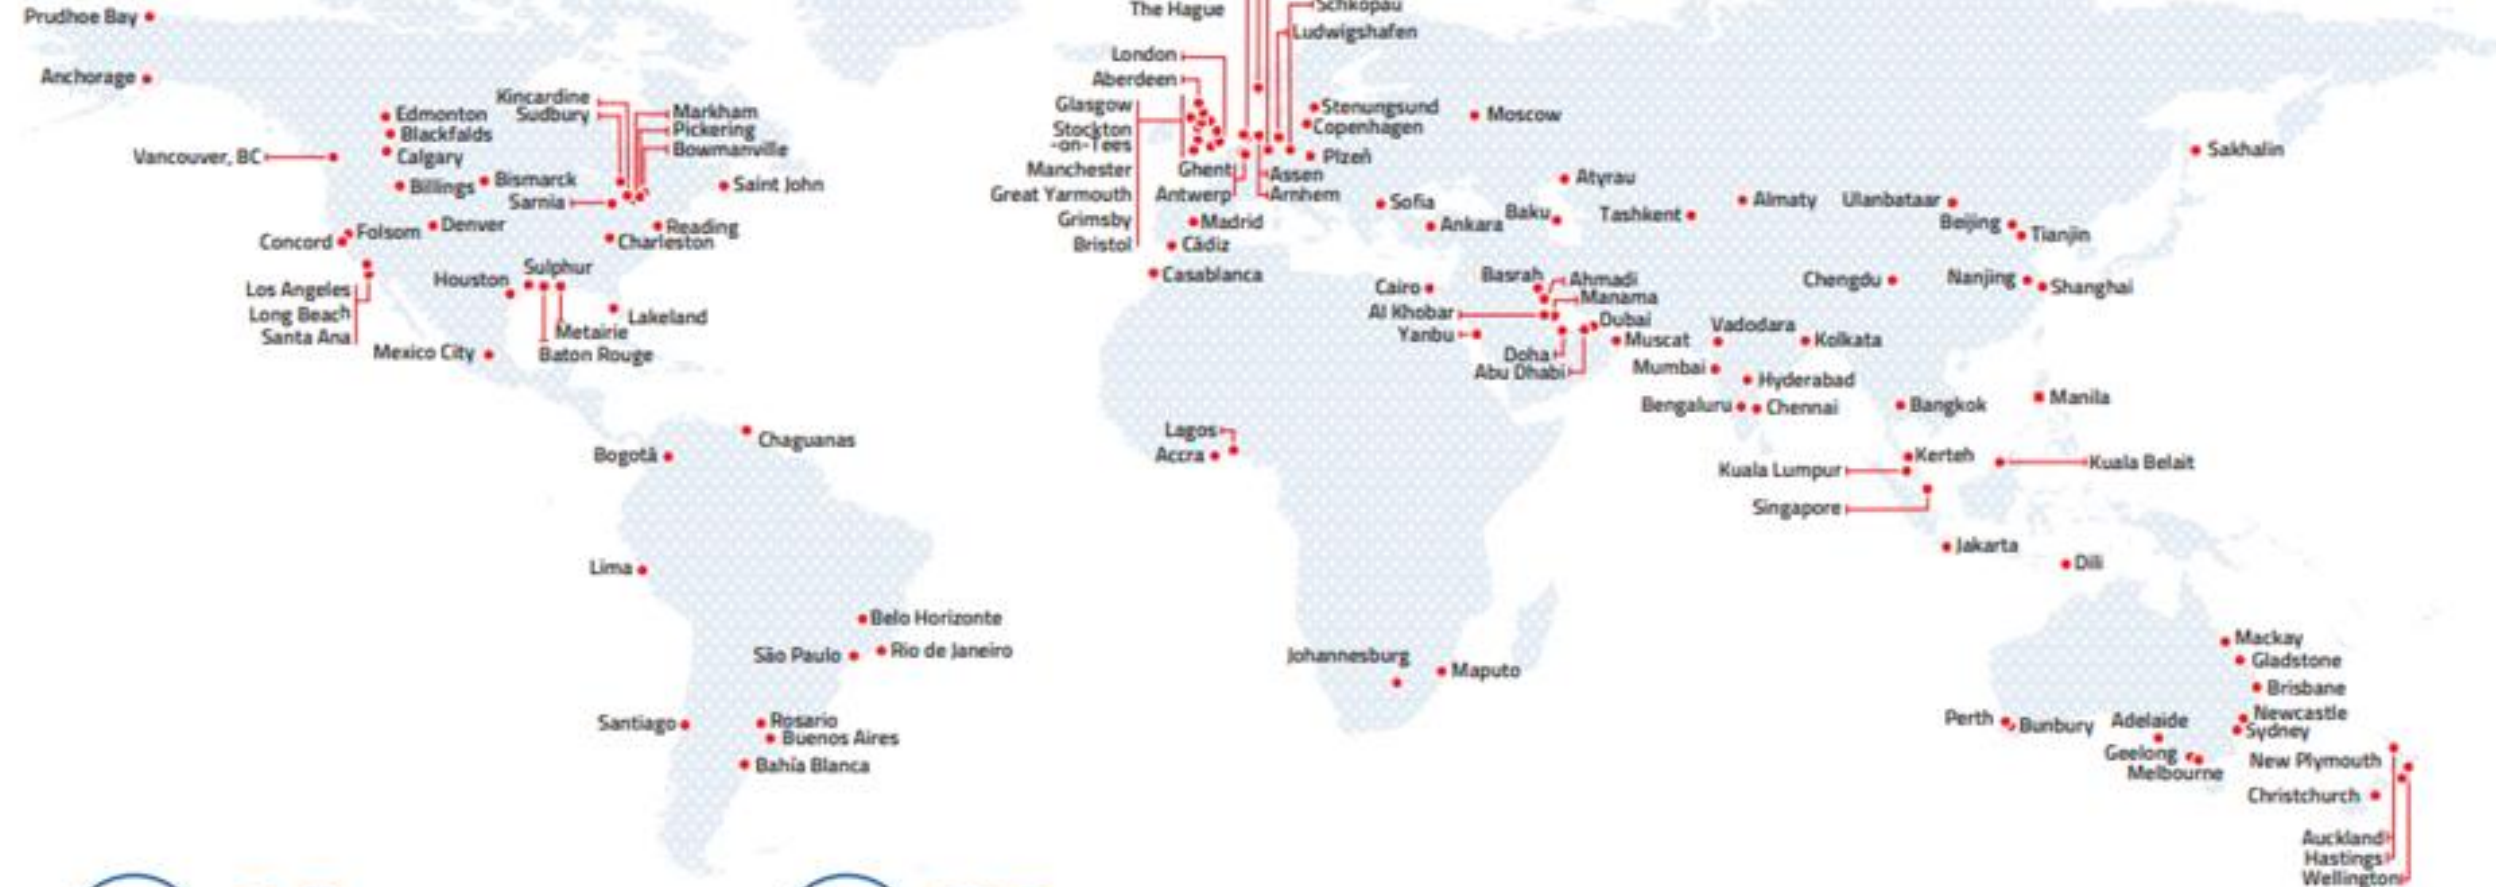 Prudhoe Bay
Anchorage
Edmonton
Blackfalds
Calgary
Vancouver, BC
Billings
Bismarck
Kincardine
Sudbury
Markham
Pickering
Bowmanville
Sarnia
Saint John
Concord
Folsom
Denver
Reading
Charleston
Los Angeles
Long Beach
Santa Ana
Houston
Sulphur
Lakeland
Metairie
Baton Rouge
Mexico City
Chaguanas
Bogotá
Lima
Belo Horizonte
São Paulo
Rio de Janeiro
Santiago
Rosario
Buenos Aires
Bahía Blanca
The Hague
Schkopau
Ludwigshafen
London
Aberdeen
Glasgow
Stockton
-on-Tees
Manchester
Great Yarmouth
Grimsby
Bristol
Ghent
Antwerp
Assen
Arnhem
Stenungsund
Copenhagen
Plzeň
Moscow
Madrid
Cádiz
Casablanca
Sofia
Ankara
Baku
Atyrau
Tashkent
Almaty
Ulanbataar
Beijing
Tianjin
Sakhalin
Cairo
Basrah
Ahmadi
Manama
Al Khobar
Yanbu
Dubai
Doha
Abu Dhabi
Muscat
Vadodara
Kolkata
Mumbai
Hyderabad
Bengaluru
Chennai
Chengdu
Nanjing
Shanghai
Bangkok
Manila
Lagos
Accra
Kerteh
Kuala Lumpur
Kuala Belait
Singapore
Jakarta
Dili
Johannesburg
Maputo
Mackay
Gladstone
Brisbane
Newcastle
Sydney
Perth
Bunbury
Adelaide
Geelong
Melbourne
New Plymouth
Christchurch
Auckland
Hastings
Wellington